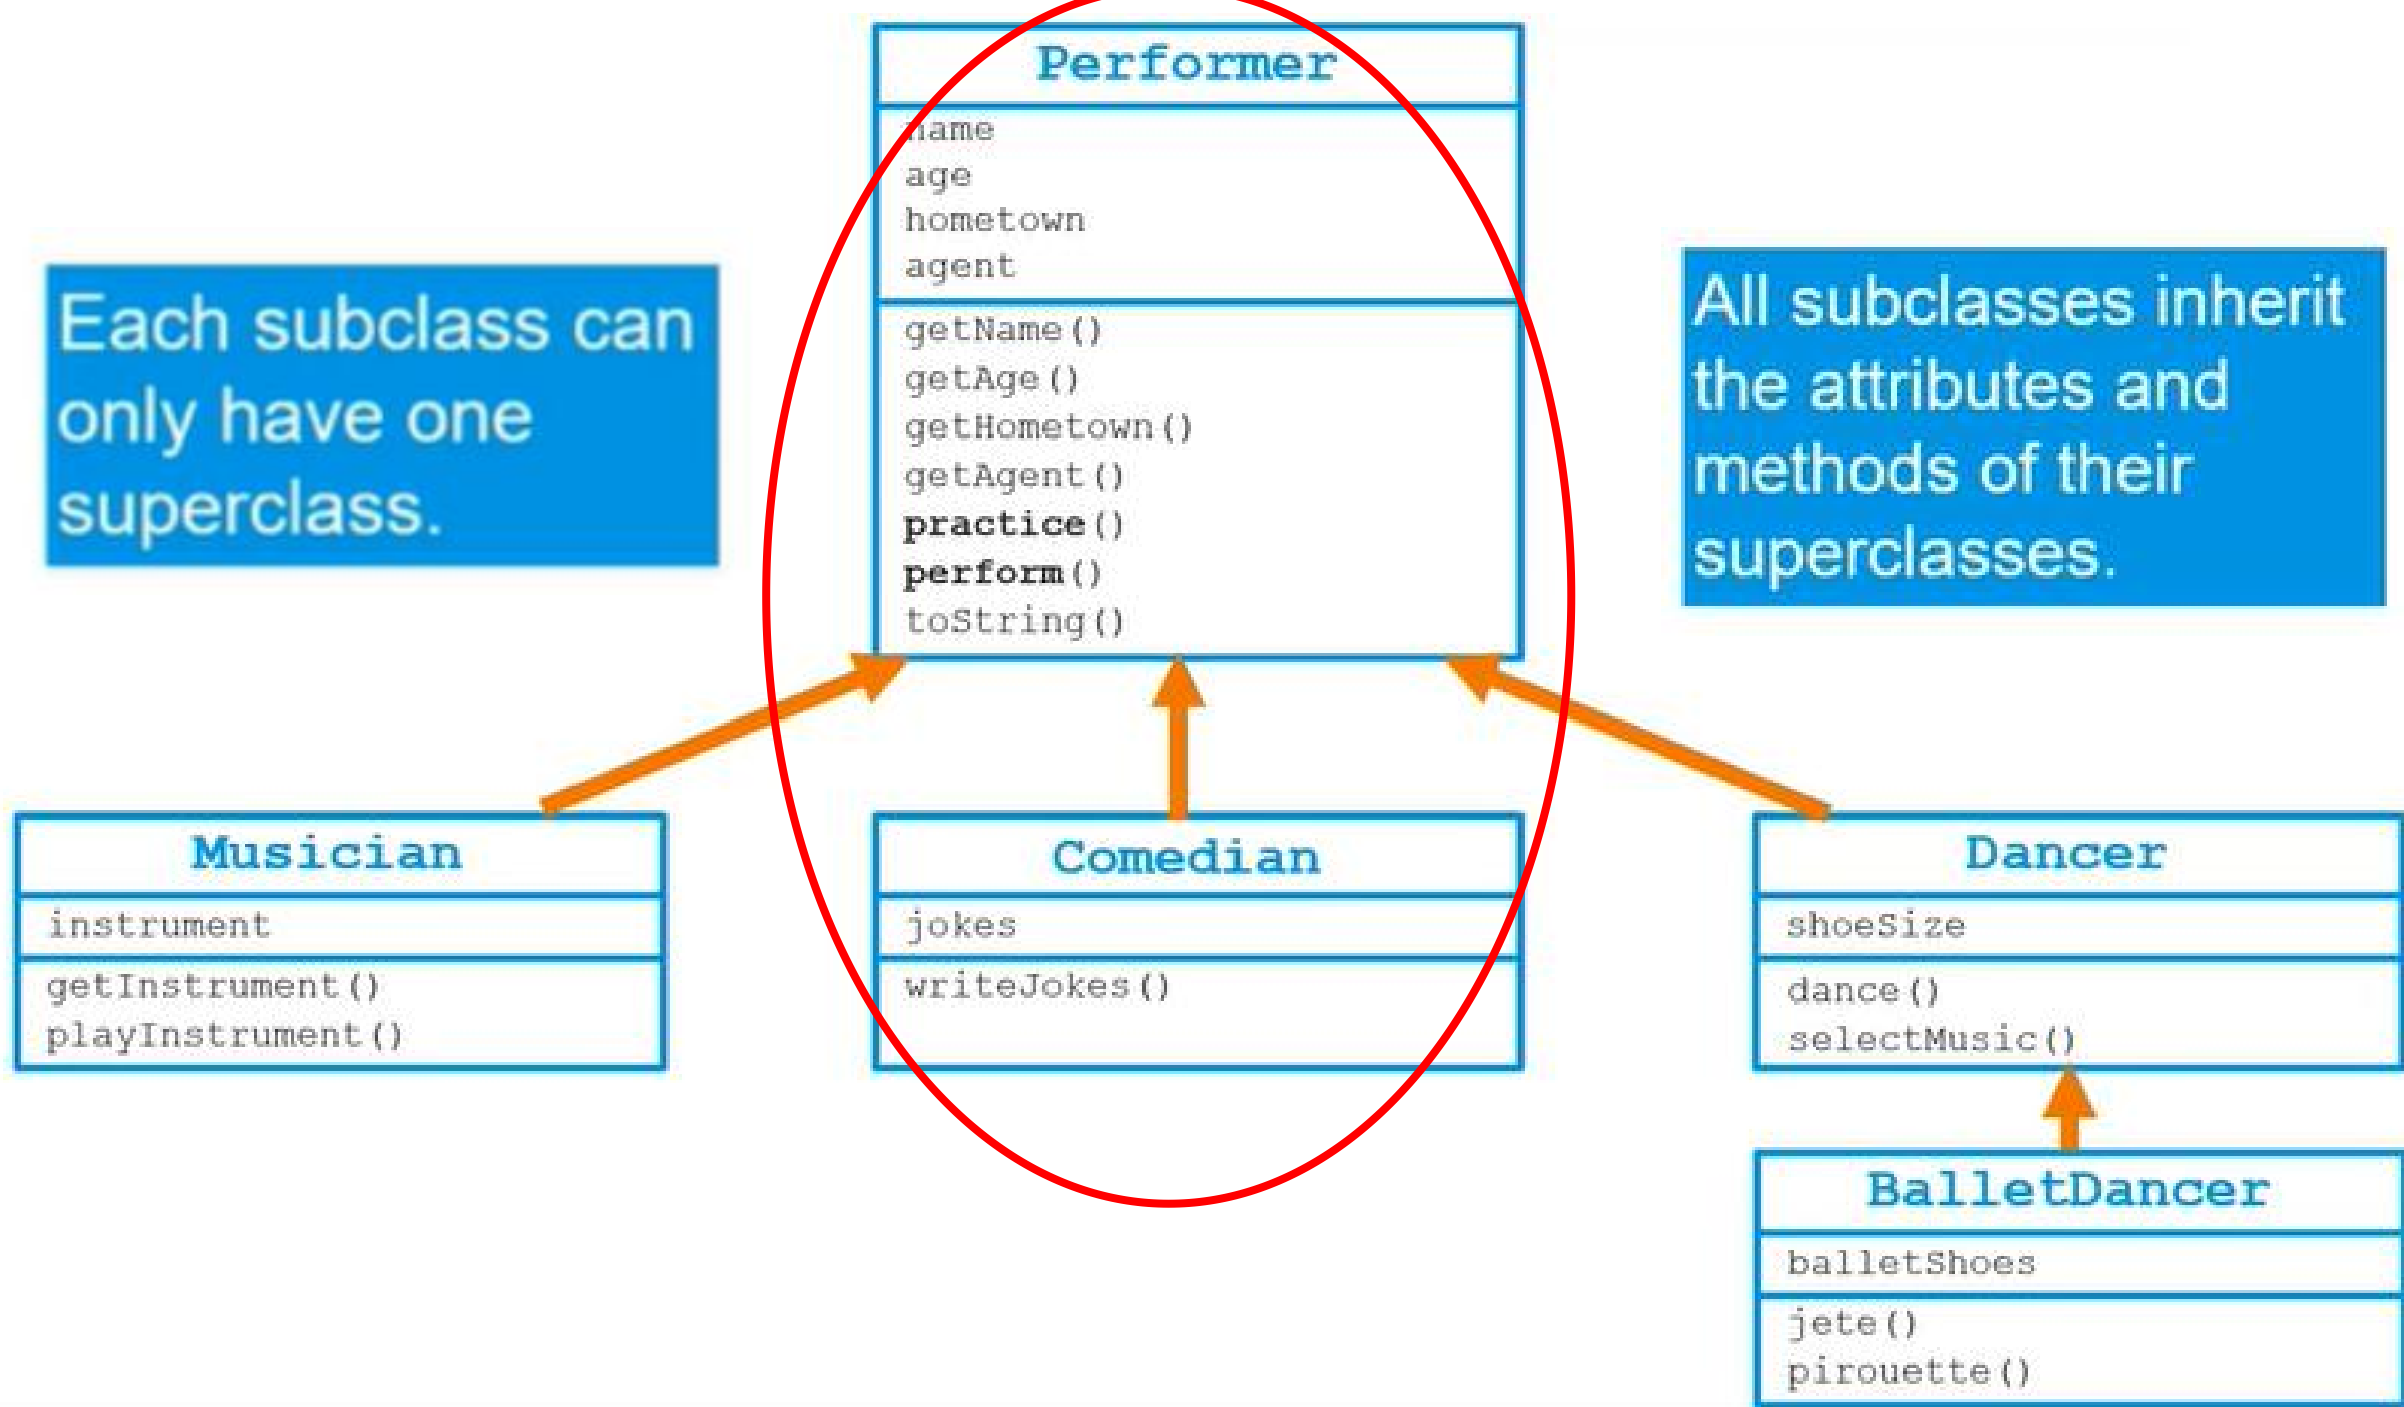 Performer
name
age
hometown
agent
getName()
getAge()
getHometown()
getAgent()
practice()
perform()
toString()
Each subclass can
only have one
superclass.
All subclasses inherit
the attributes and
methods of their
superclasses.
Musician
instrument
getInstrument()
playInstrument()
Comedian
jokes
writeJokes()
Dancer
shoeSize
dance()
selectMusic()
BalletDancer
balletShoes
jete()
pirouette()